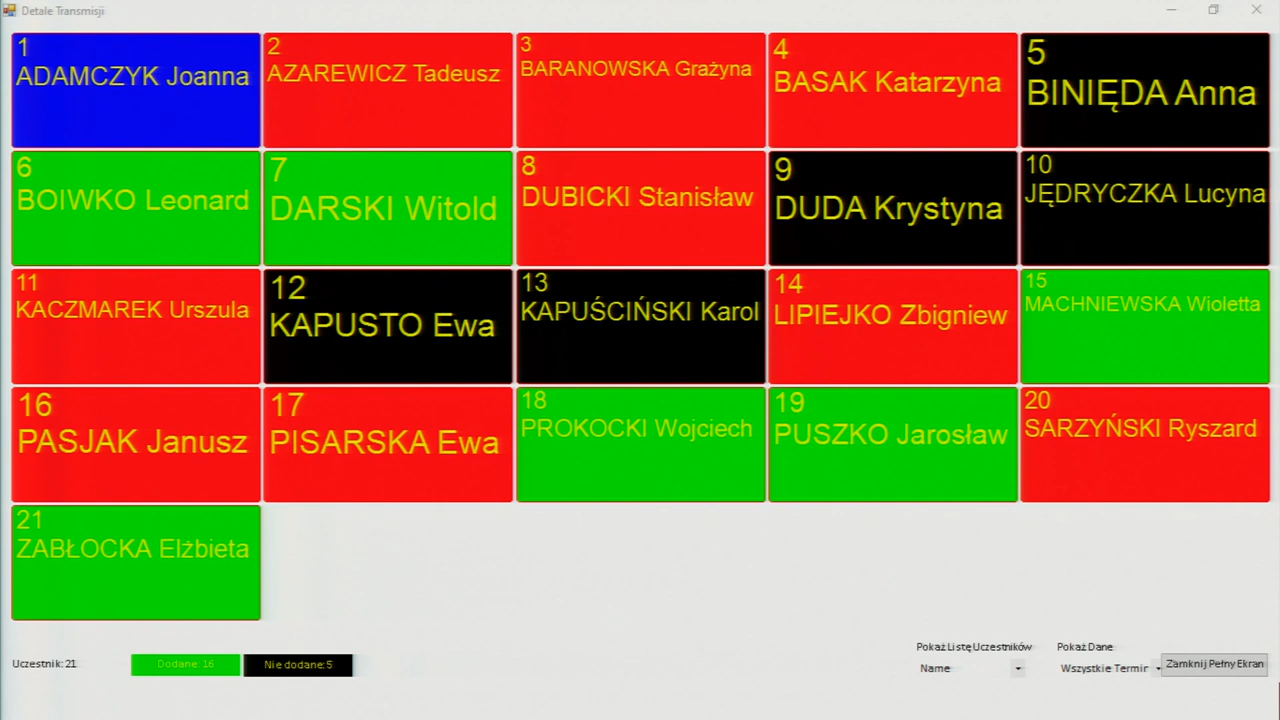 Detale Transmisji
1
ADAMCZYK Joanna
2
AZAREWICZ Tadeusz
3
BARANOWSKA Grażyna
4
BASAK Katarzyna
5
BINIĘDA Anna
6
BOIWKO Leonard
7
DARSKI Witold
8
DUBICKI Stanisław
9
DUDA Krystyna
10
JĘDRYCZKA Lucyna
11
KACZMAREK Urszula
12
KAPUSTO Ewa
13
KAPUŚCIŃSKI Karol
14
LIPIEJKO Zbigniew
15
MACHNIEWSKA Wioletta
16
PASJAK Janusz
17
PISARSKA Ewa
18
PROKOCKI Wojciech
19
PUSZKO Jarosław
20
SARZYŃSKI Ryszard
21
ZABŁOCKA Elżbieta
Uczestnik: 21
Dodane: 16
Nie dodane:5
Pokaż Listę Uczestników
Name
Pokaż Dane
Wszystkie Termir
Zamknij Pełny Ekran